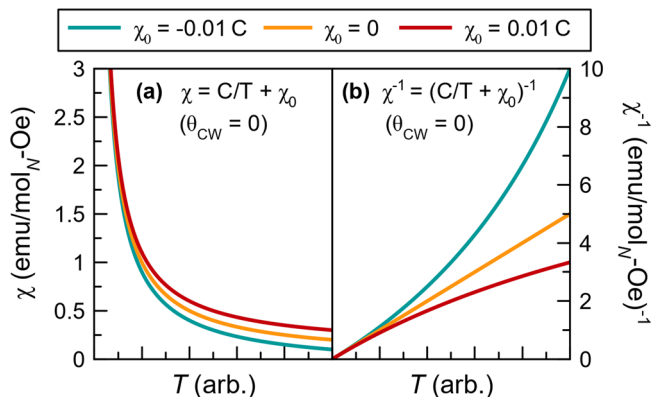 χ₀ = -0.01 C χ₀ = 0 χ₀ = 0.01 C
(a) χ = C/T + χ₀
(θ_CW = 0)
(b) χ⁻¹ = (C/T + χ₀)⁻¹
(θ_CW = 0)
χ (emu/mol_N-Oe)
3
2.5
2
1.5
1
0.5
0
10
8
6
4
2
0
χ⁻¹ (emu/mol_N-Oe)⁻¹
T (arb.) T (arb.)